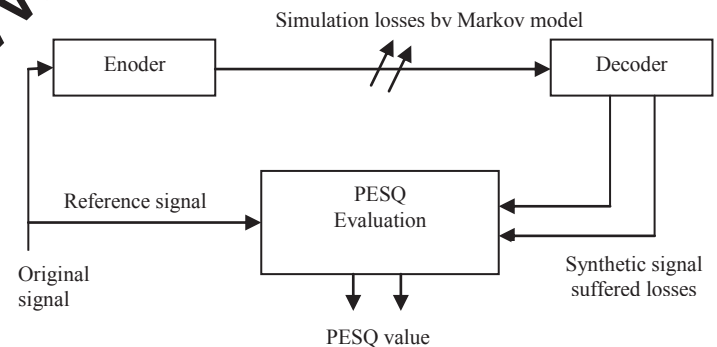 Simulation losses bv Markov model
Enoder
Decoder
Reference signal
PESQ
Evaluation
Original
signal
Synthetic signal
suffered losses
PESQ value